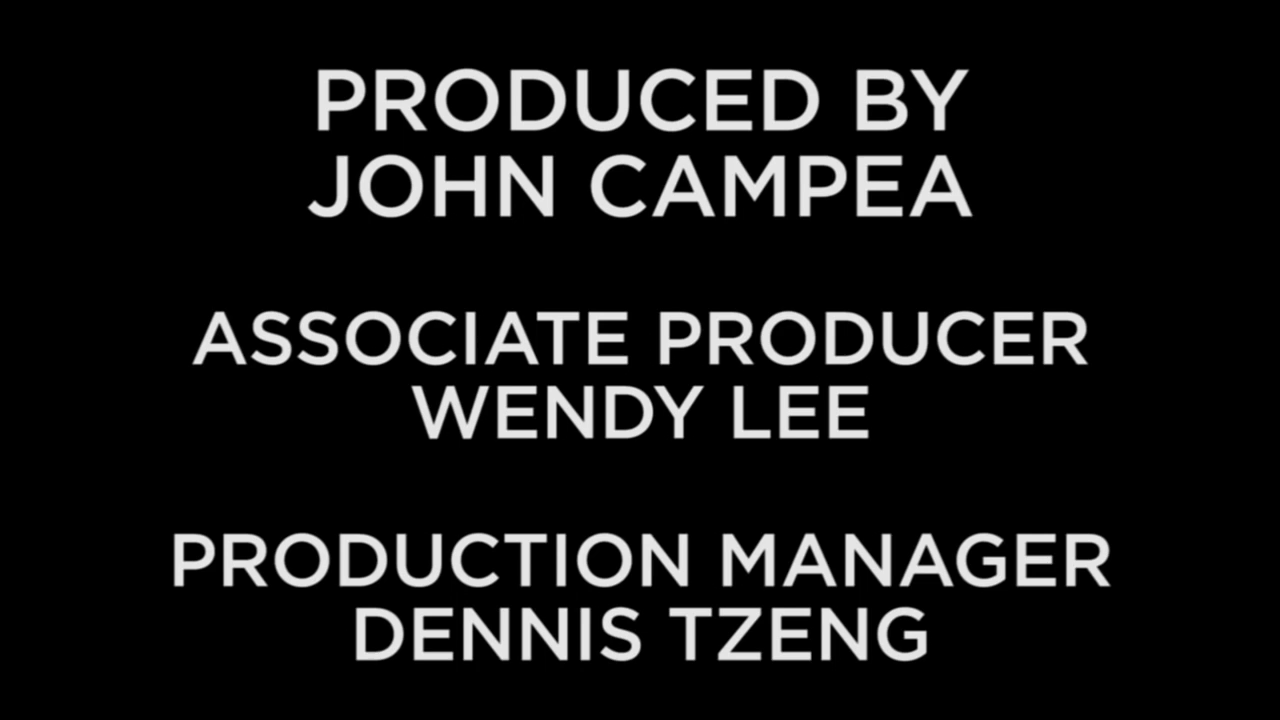 PRODUCED BY
JOHN CAMPEA
ASSOCIATE PRODUCER
WENDY LEE
PRODUCTION MANAGER
DENNIS TZENG